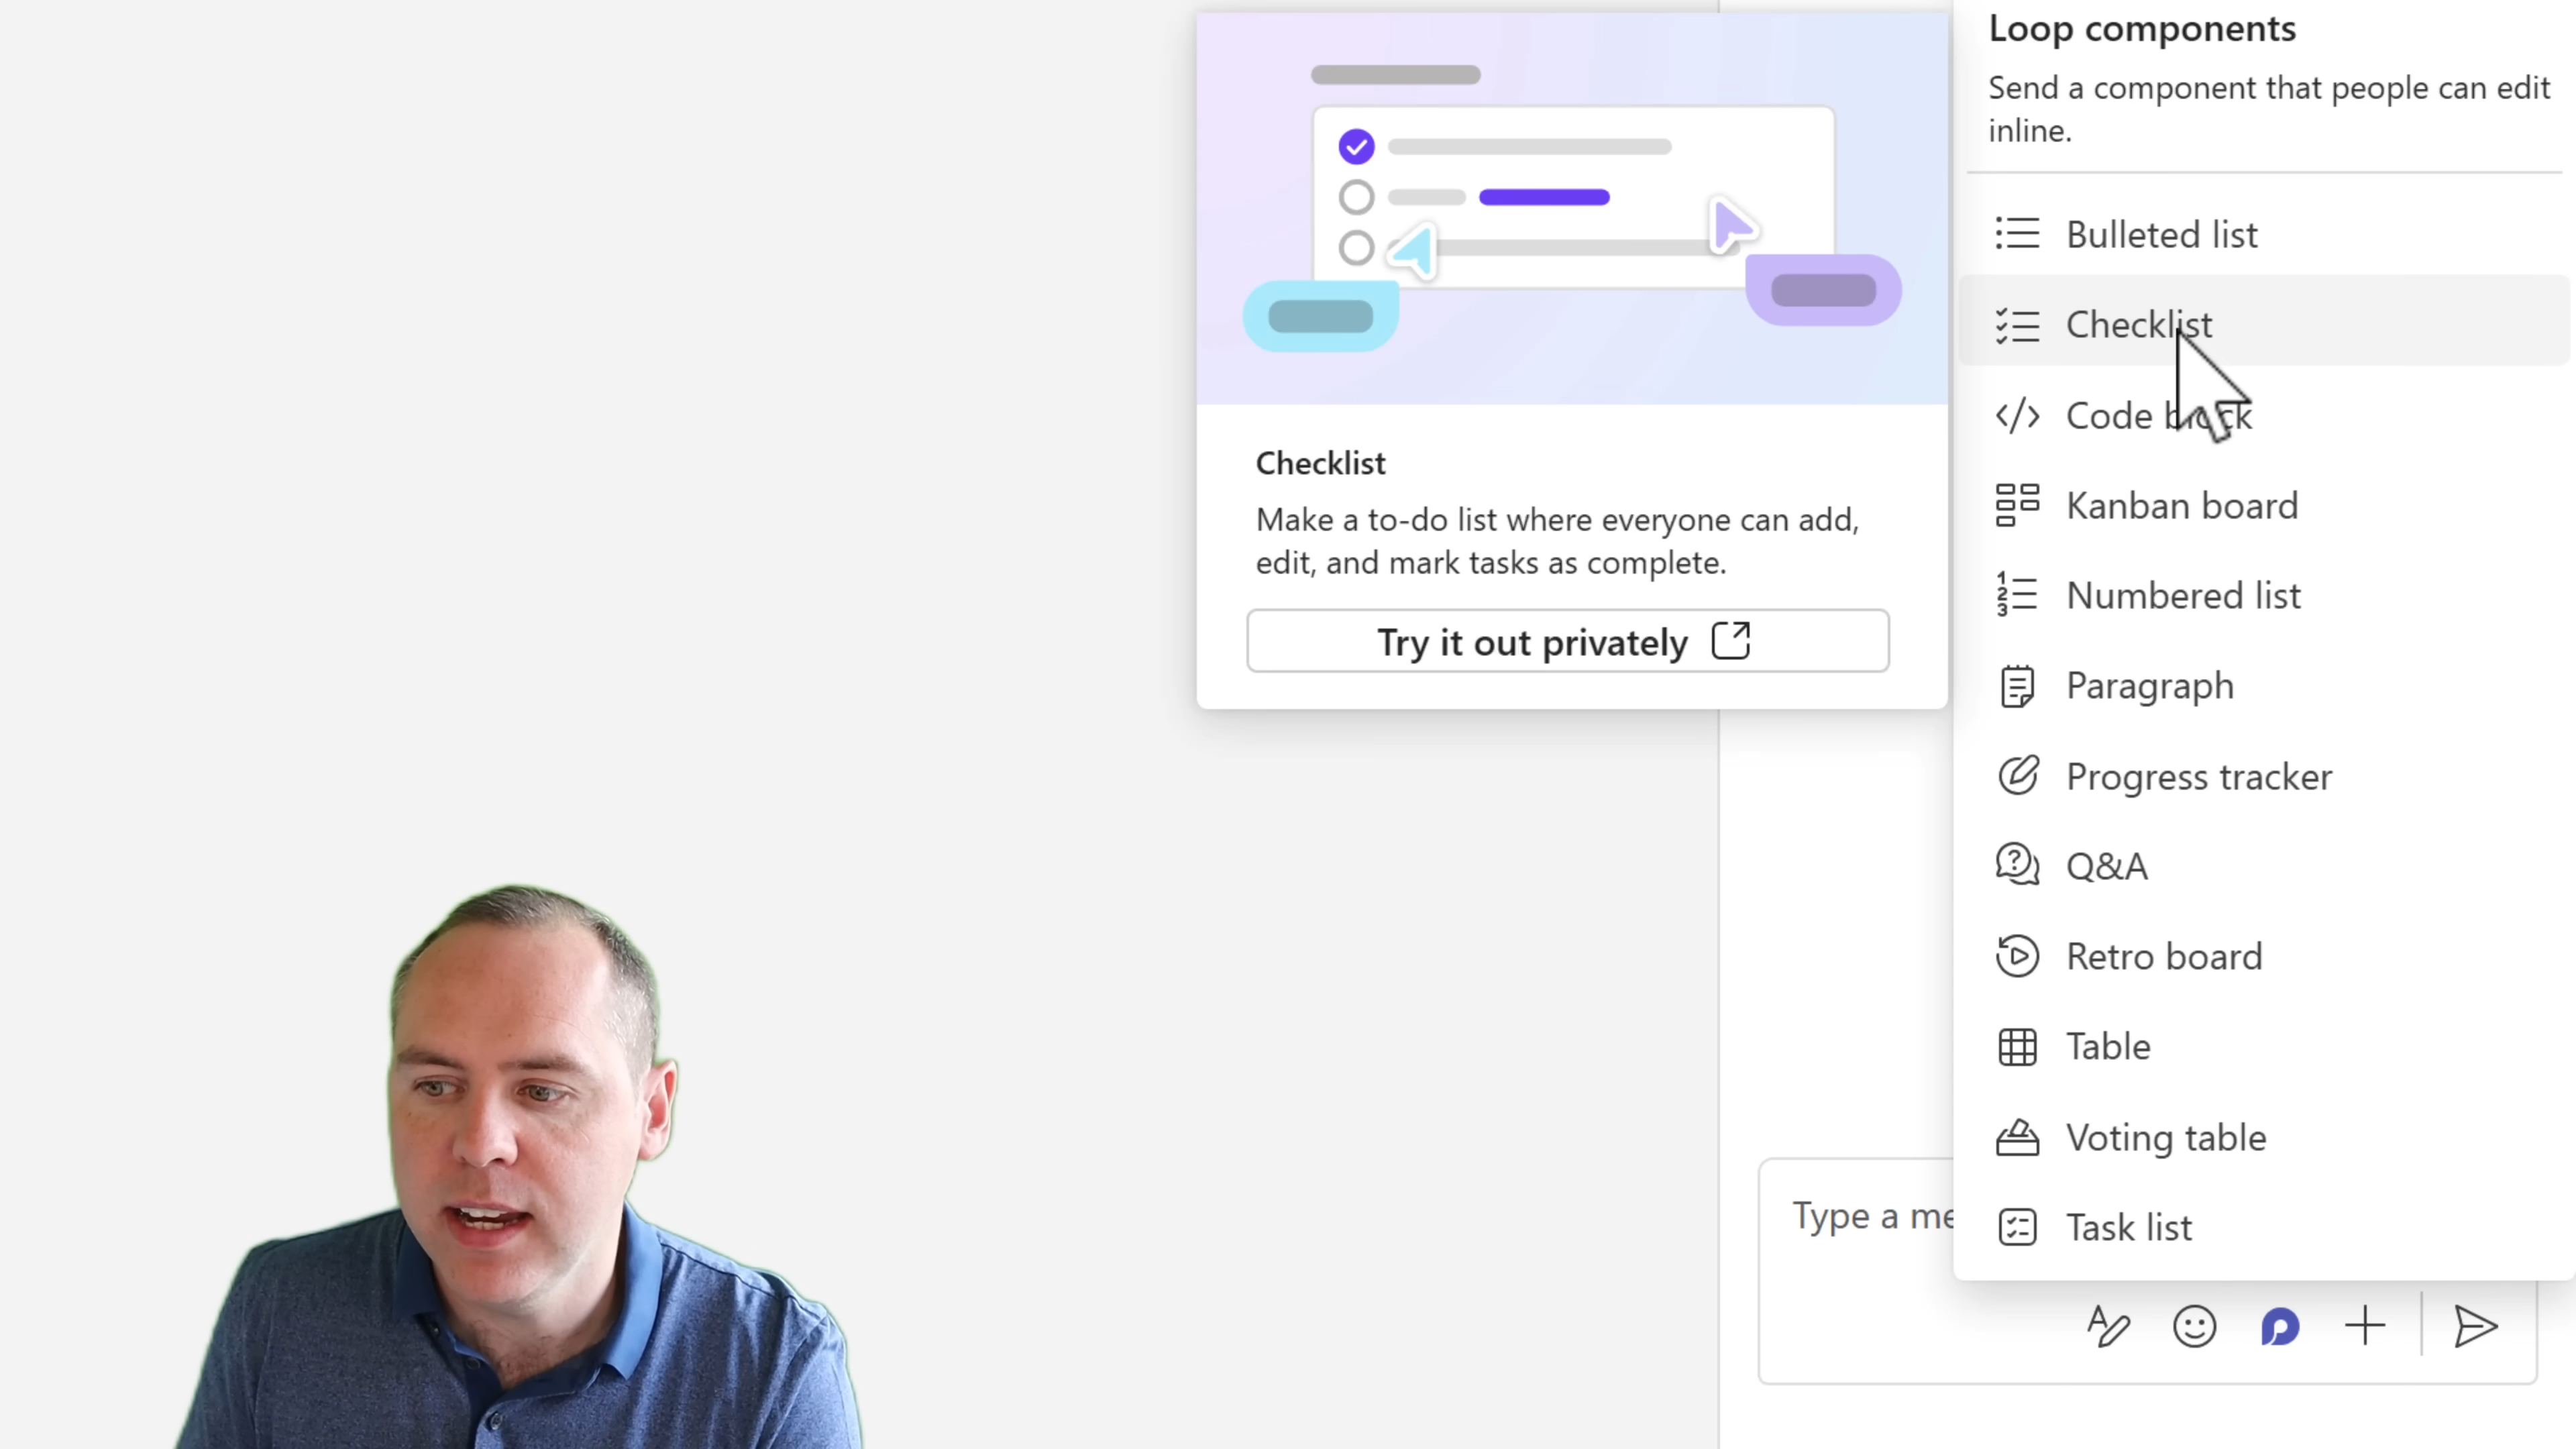 Loop components
Send a component that people can edit
inline.
Bulleted list
Checklist
Code block
Kanban board
Numbered list
Paragraph
Progress tracker
Q&A
Retro board
Table
Voting table
Task list
Checklist
Make a to-do list where everyone can add,
edit, and mark tasks as complete.
Try it out privately
Type a me